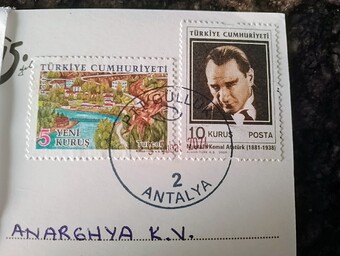 TÜRKİYE CUMHURİYETİ
5 YENİ KURUŞ
TÜRKİYE CUMHURİYETİ
10 KURUŞ POSTA
Kemal Atatürk (1881-1938)
2
ANTALYA
ANARGHYA K.V.